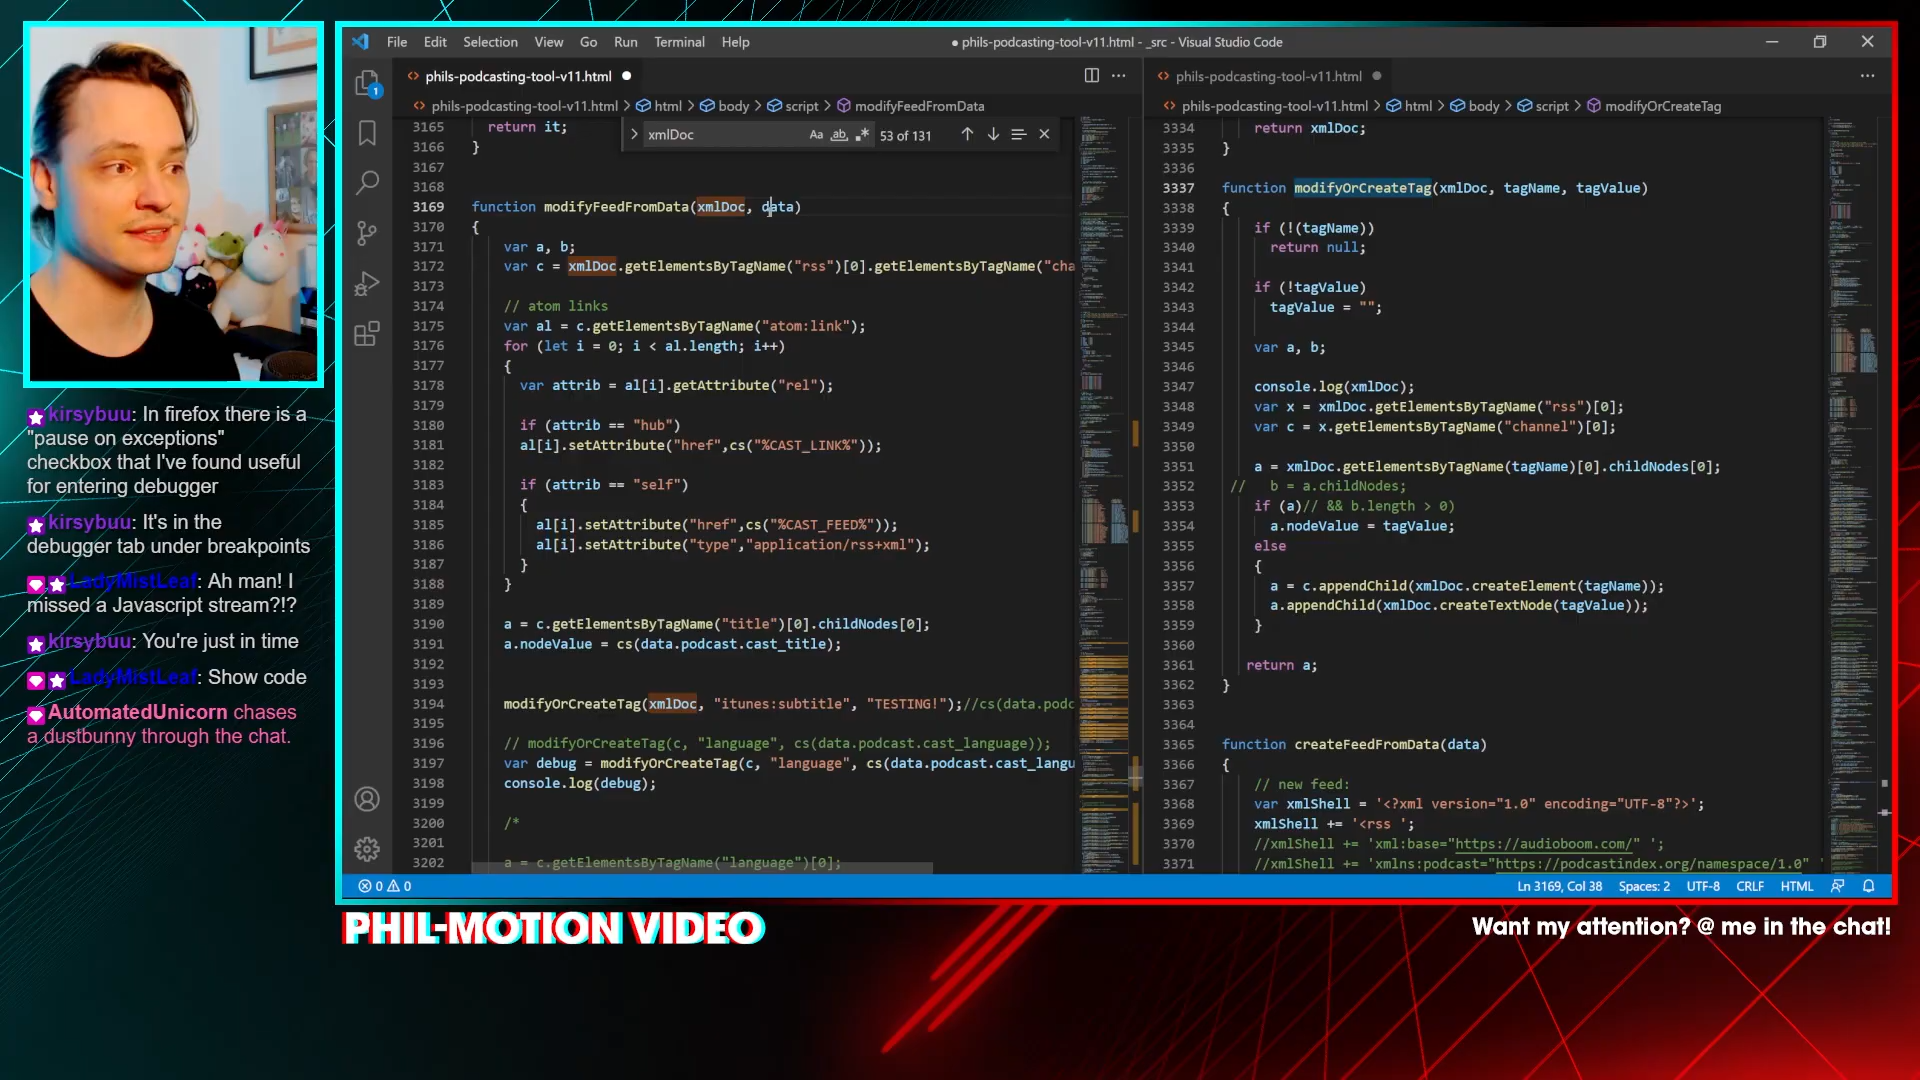 kirsybuu: In firefox there is a
"pause on exceptions"
checkbox that I've found useful
for entering debugger
kirsybuu: It's in the
debugger tab under breakpoints
LadyMistLeaf: Ah man! I
missed a Javascript stream?!?
kirsybuu: You're just in time
LadyMistLeaf: Show code
AutomatedUnicorn chases
a dustbunny through the chat.
File Edit Selection View Go Run Terminal Help
● phils-podcasting-tool-v11.html - _src - Visual Studio Code
1
phils-podcasting-tool-v11.html
phils-podcasting-tool-v11.html > html > body > script > modifyFeedFromData
xmlDoc Aa ab .* 53 of 131
3165 return it;
3166 }
3167
3168
3169 function modifyFeedFromData(xmlDoc, data)
3170 {
3171 var a, b;
3172 var c = xmlDoc.getElementsByTagName("rss")[0].getElementsByTagName("cha
3173
3174 // atom links
3175 var al = c.getElementsByTagName("atom:link");
3176 for (let i = 0; i < al.length; i++)
3177 {
3178 var attrib = al[i].getAttribute("rel");
3179
3180 if (attrib == "hub")
3181 al[i].setAttribute("href",cs("%CAST_LINK%"));
3182
3183 if (attrib == "self")
3184 {
3185 al[i].setAttribute("href",cs("%CAST_FEED%"));
3186 al[i].setAttribute("type","application/rss+xml");
3187 }
3188 }
3189
3190 a = c.getElementsByTagName("title")[0].childNodes[0];
3191 a.nodeValue = cs(data.podcast.cast_title);
3192
3193
3194 modifyOrCreateTag(xmlDoc, "itunes:subtitle", "TESTING!");//cs(data.podc
3195
3196 // modifyOrCreateTag(c, "language", cs(data.podcast.cast_language));
3197 var debug = modifyOrCreateTag(c, "language", cs(data.podcast.cast_langu
3198 console.log(debug);
3199
3200 /*
3201
3202 a = c.getElementsByTagName("language")[0];
phils-podcasting-tool-v11.html
phils-podcasting-tool-v11.html > html > body > script > modifyOrCreateTag
3334 return xmlDoc;
3335 }
3336
3337 function modifyOrCreateTag(xmlDoc, tagName, tagValue)
3338 {
3339 if (!(tagName))
3340 return null;
3341
3342 if (!tagValue)
3343 tagValue = "";
3344
3345 var a, b;
3346
3347 console.log(xmlDoc);
3348 var x = xmlDoc.getElementsByTagName("rss")[0];
3349 var c = x.getElementsByTagName("channel")[0];
3350
3351 a = xmlDoc.getElementsByTagName(tagName)[0].childNodes[0];
3352 // b = a.childNodes;
3353 if (a)// && b.length > 0)
3354 a.nodeValue = tagValue;
3355 else
3356 {
3357 a = c.appendChild(xmlDoc.createElement(tagName));
3358 a.appendChild(xmlDoc.createTextNode(tagValue));
3359 }
3360
3361 return a;
3362 }
3363
3364
3365 function createFeedFromData(data)
3366 {
3367 // new feed:
3368 var xmlShell = '<?xml version="1.0" encoding="UTF-8"?>';
3369 xmlShell += '<rss ';
3370 //xmlShell += 'xml:base="https://audioboom.com/" ';
3371 //xmlShell += 'xmlns:podcast="https://podcastindex.org/namespace/1.0" '
0 0 Ln 3169, Col 38 Spaces: 2 UTF-8 CRLF HTML
PHIL-MOTION VIDEO
Want my attention? @ me in the chat!